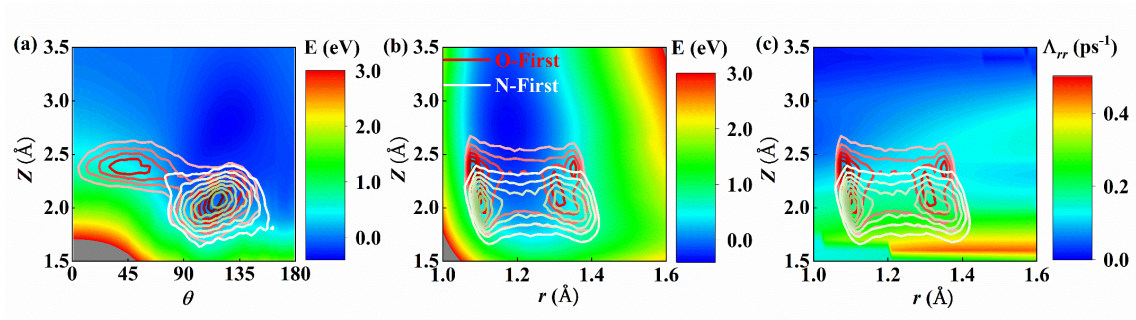 (a) E (eV) (b) E (eV) (c) Λrr (ps⁻¹)
O-First
N-First
3.5 3.0 2.5 2.0 1.5
Z (Å)
0 45 90 135 180
θ
3.0 2.0 1.0 0.0
3.5 3.0 2.5 2.0 1.5
Z (Å)
1.0 1.2 1.4 1.6
r (Å)
3.0 2.0 1.0 0.0
3.5 3.0 2.5 2.0 1.5
Z (Å)
1.0 1.2 1.4 1.6
r (Å)
0.4 0.2 0.0